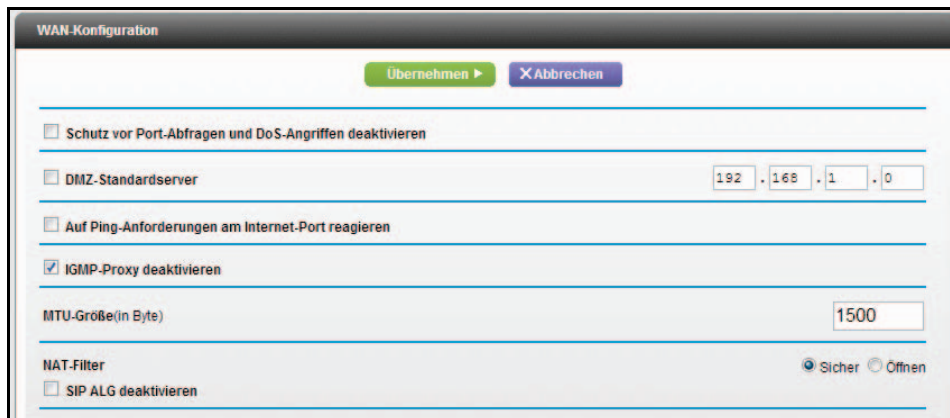 WAN-Konfiguration
Übernehmen
Abbrechen
Schutz vor Port-Abfragen und DoS-Angriffen deaktivieren
DMZ-Standardserver 192 . 168 . 1 . 0
Auf Ping-Anforderungen am Internet-Port reagieren
IGMP-Proxy deaktivieren
MTU-Größe(in Byte) 1500
NAT-Filter Sicher Öffnen
SIP ALG deaktivieren